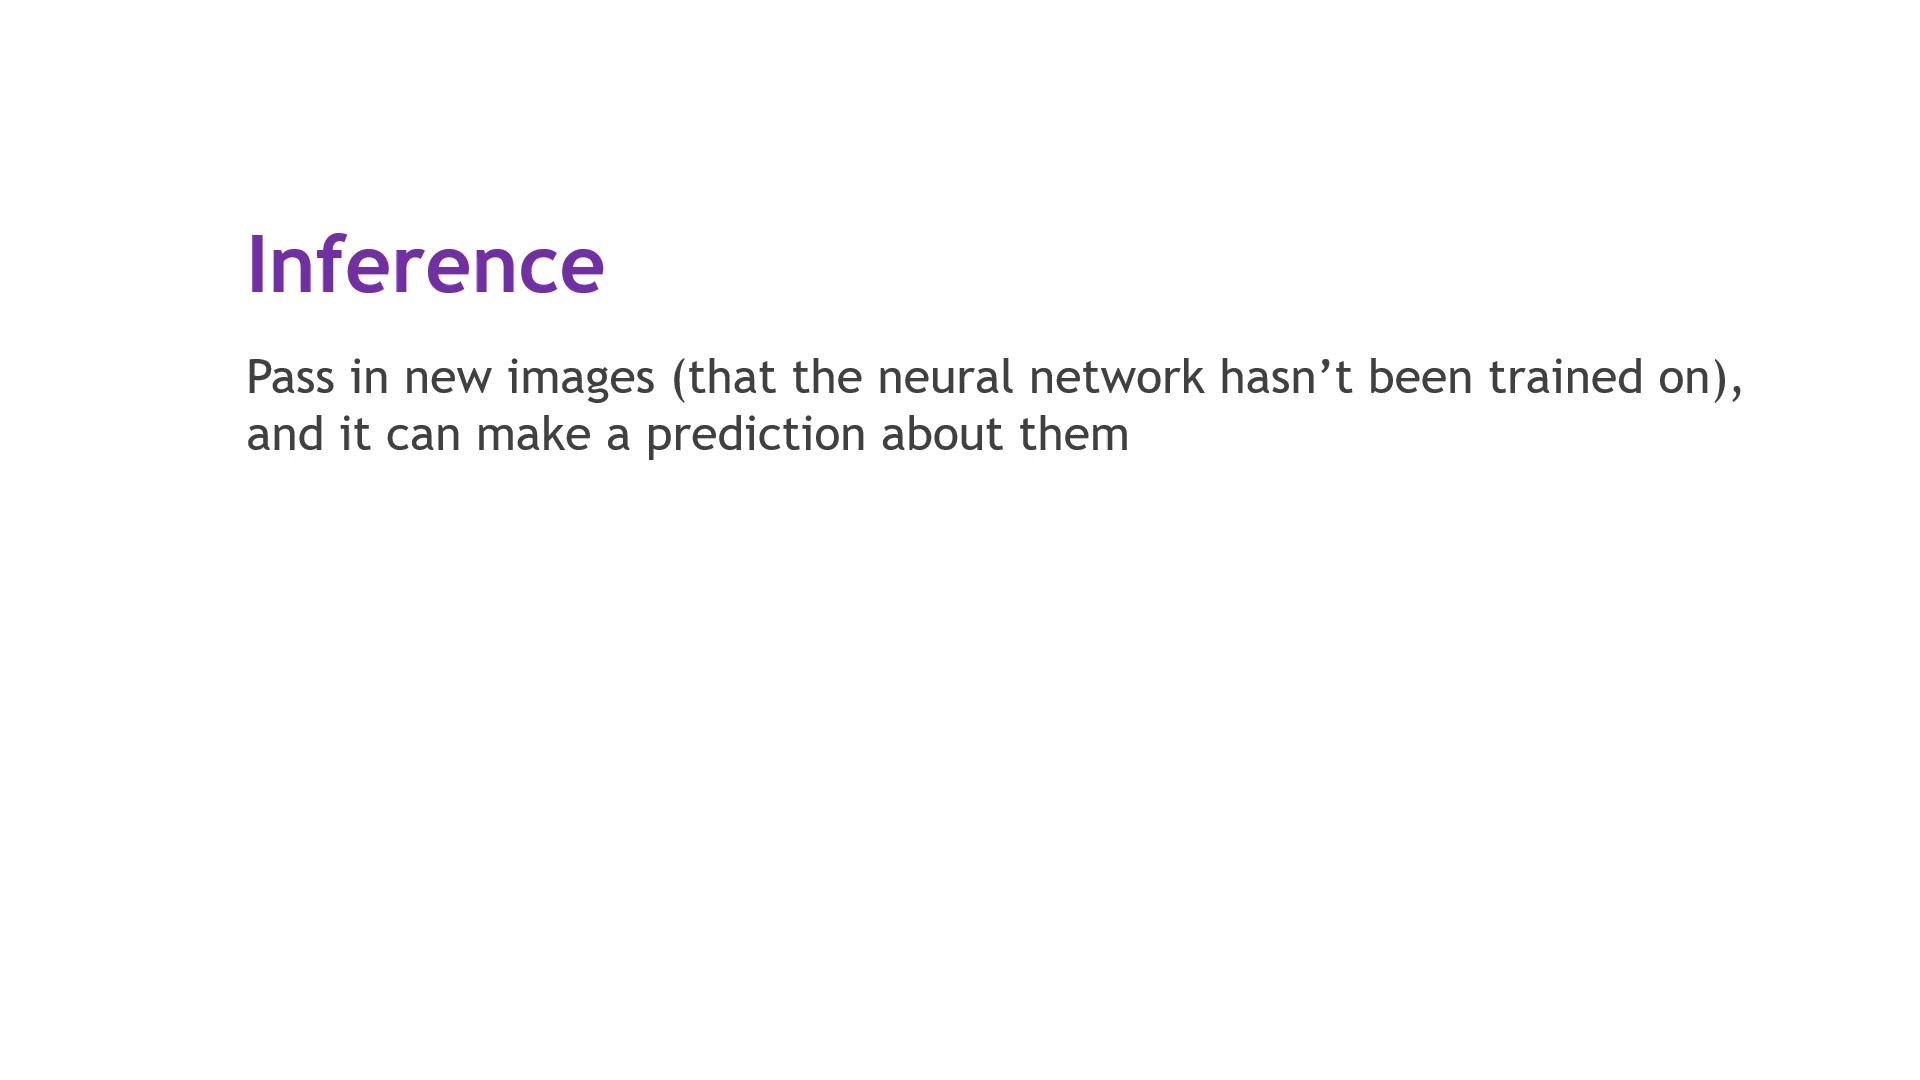 Inference
Pass in new images (that the neural network hasn’t been trained on),
and it can make a prediction about them